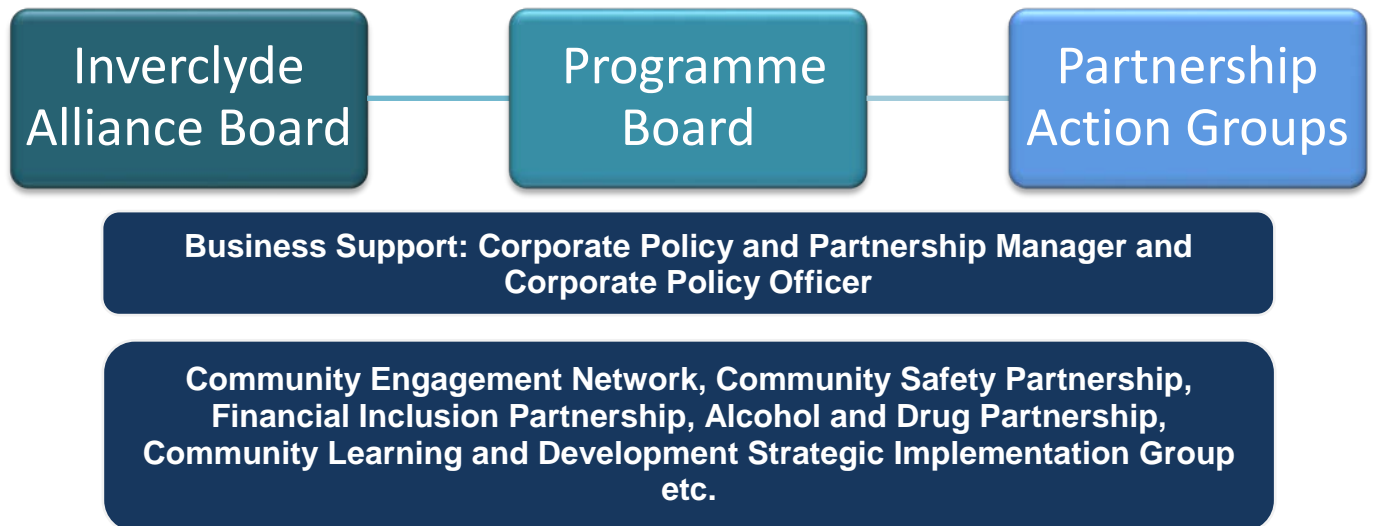 Inverclyde
Alliance Board
Programme
Board
Partnership
Action Groups
Business Support: Corporate Policy and Partnership Manager and
Corporate Policy Officer
Community Engagement Network, Community Safety Partnership,
Financial Inclusion Partnership, Alcohol and Drug Partnership,
Community Learning and Development Strategic Implementation Group
etc.